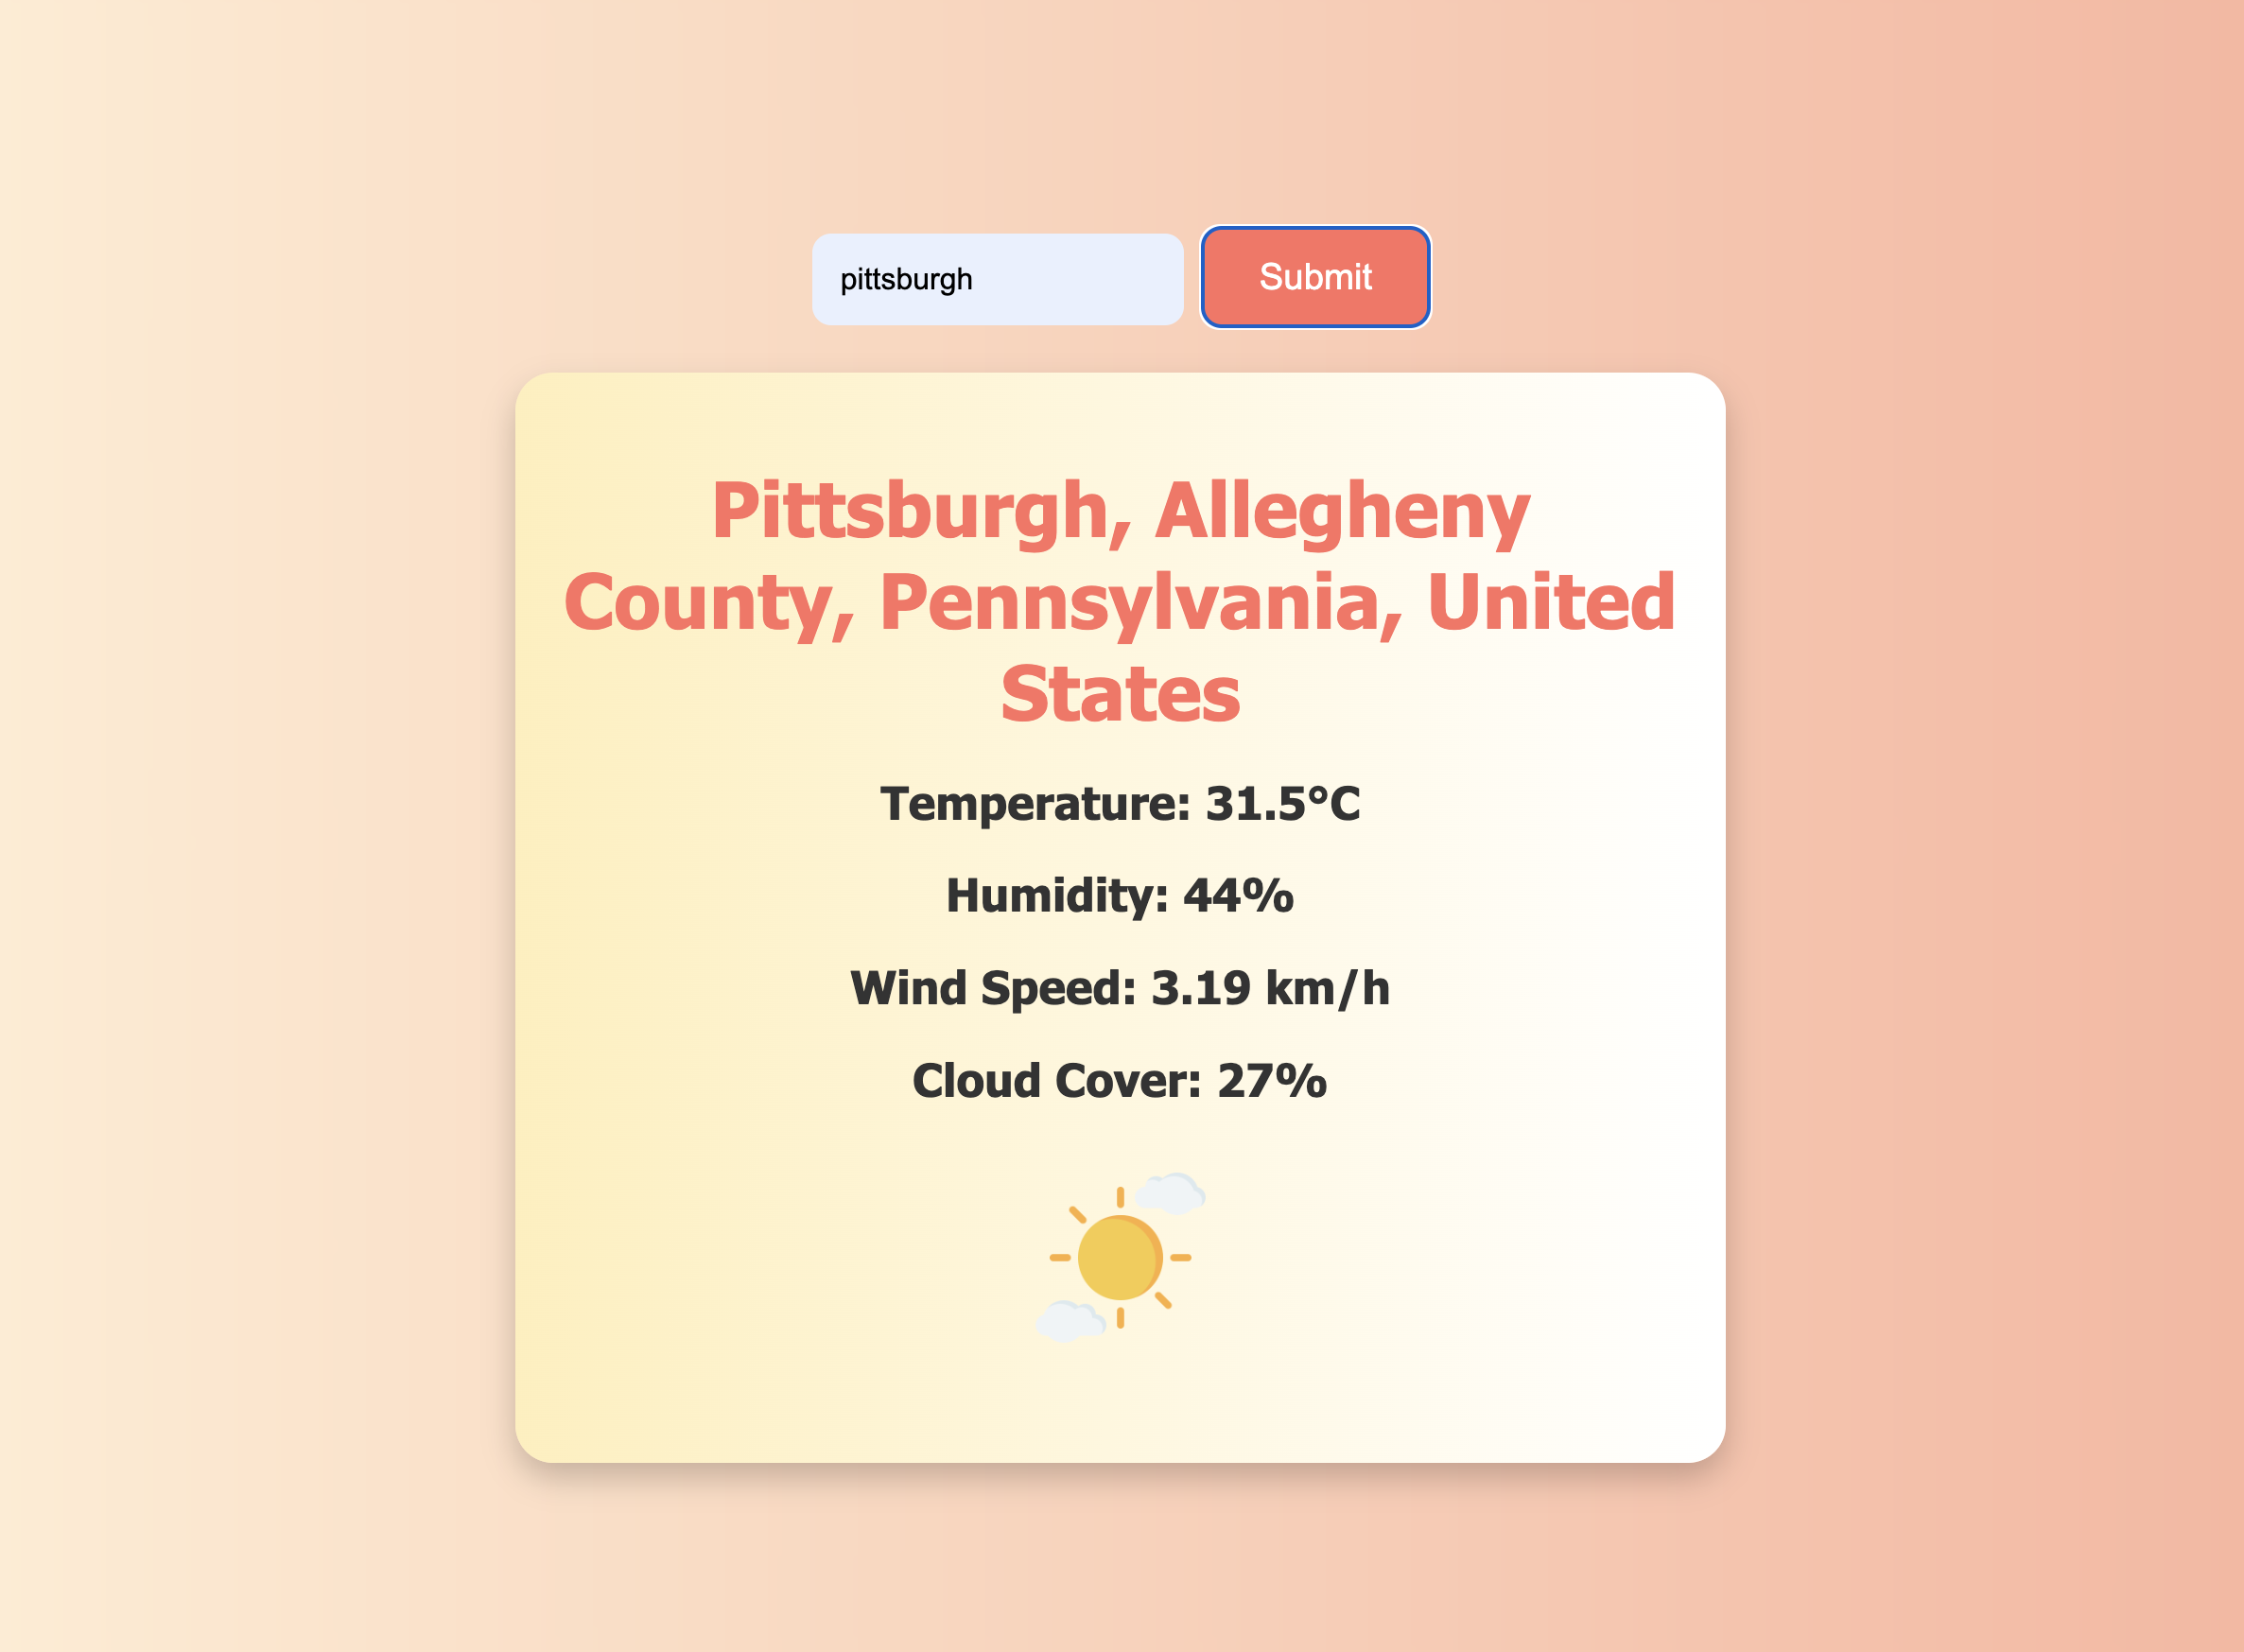 pittsburgh
Submit
Pittsburgh, Allegheny
County, Pennsylvania, United
States
Temperature: 31.5°C
Humidity: 44%
Wind Speed: 3.19 km/h
Cloud Cover: 27%